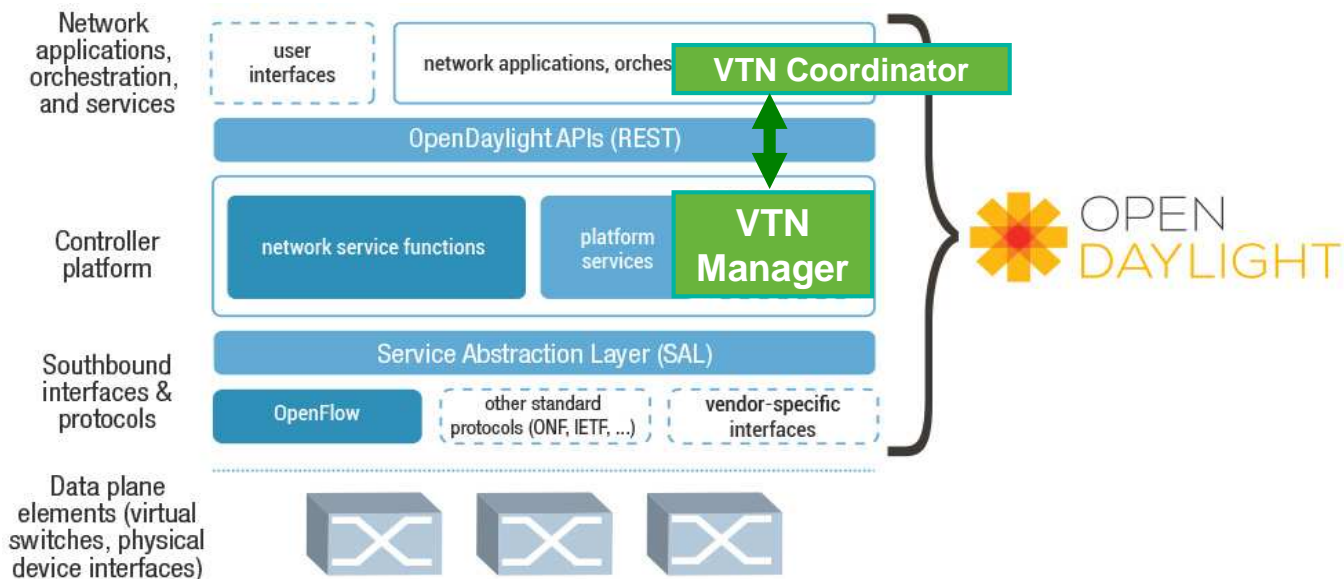 Network
applications,
orchestration,
and services
user
interfaces
network applications, orches
VTN Coordinator
OpenDaylight APIs (REST)
Controller
platform
network service functions
platform
services
VTN
Manager
OPEN
DAYLIGHT
Service Abstraction Layer (SAL)
Southbound
interfaces &
protocols
OpenFlow
other standard
protocols (ONF, IETF, ...)
vendor-specific
interfaces
Data plane
elements (virtual
switches, physical
device interfaces)